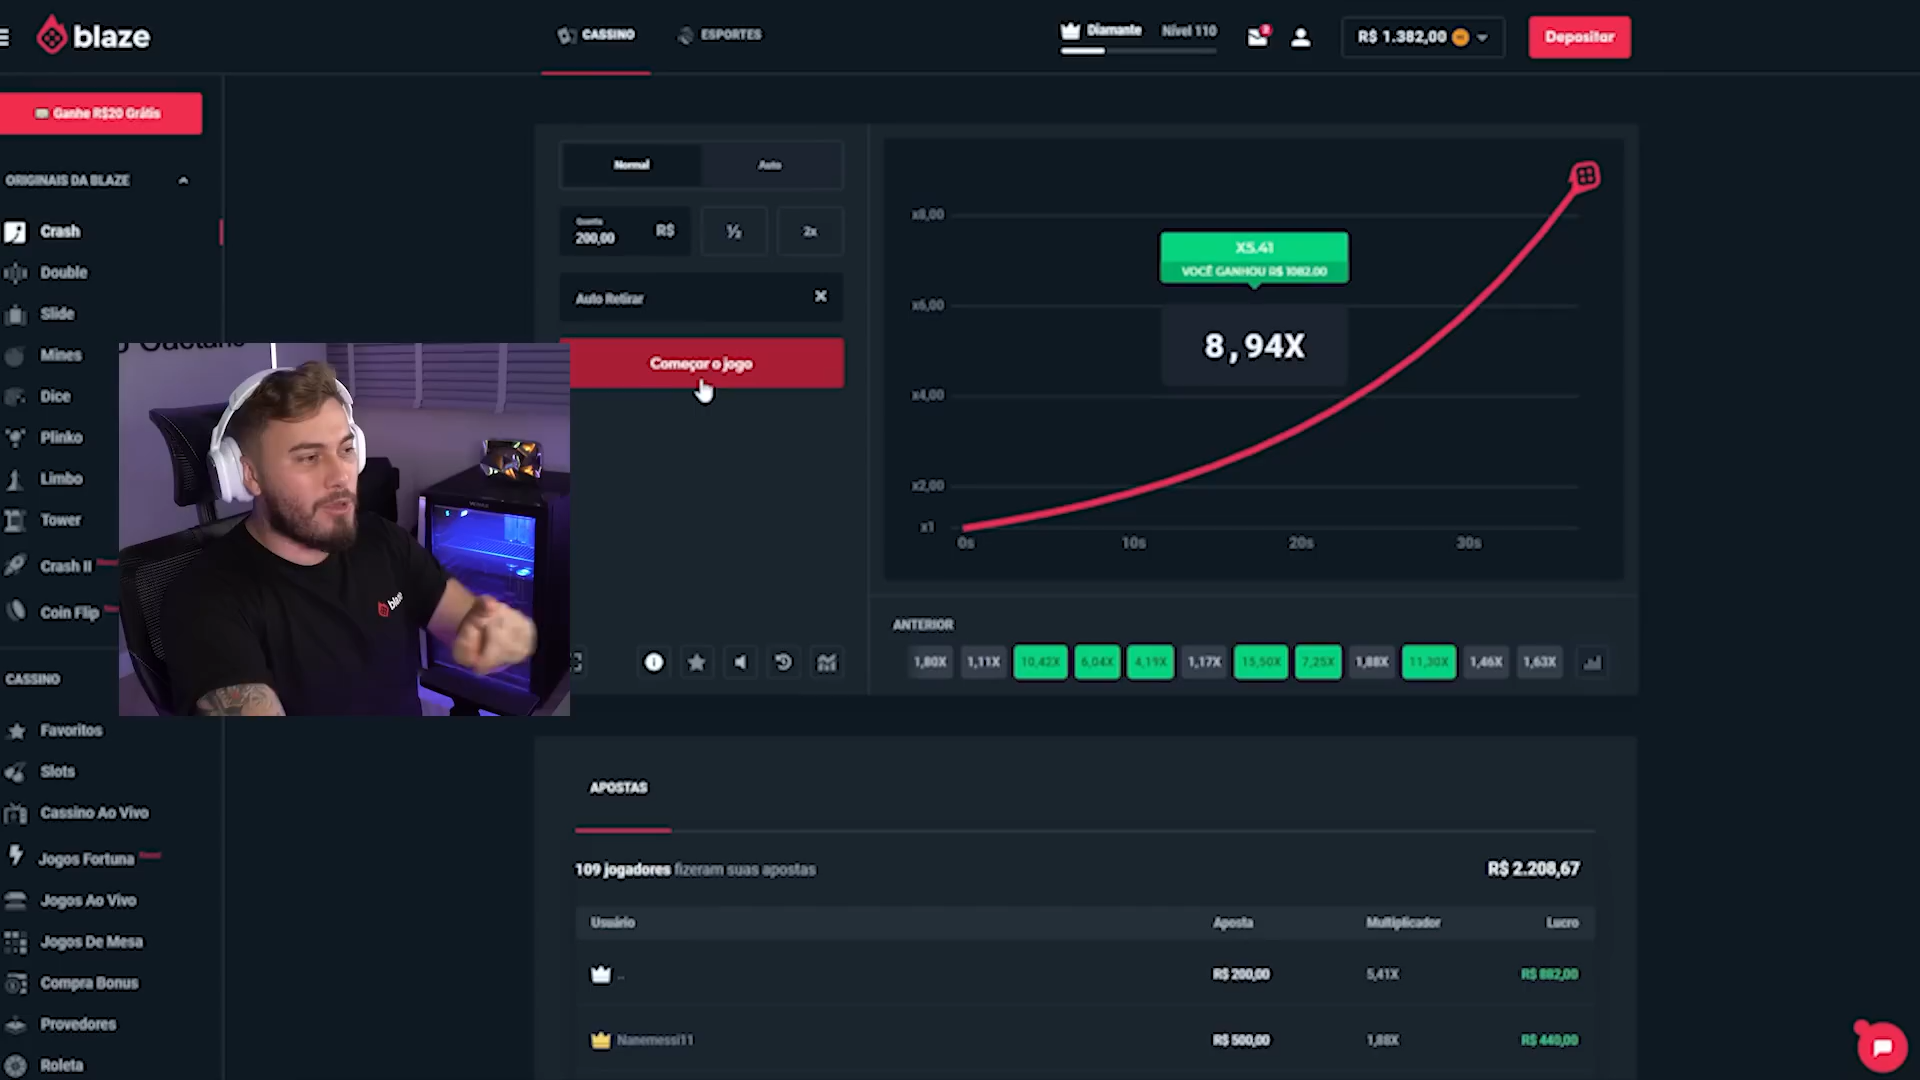 blaze
CASSINO
ESPORTES
Diamante
Nível 110
R$ 1.382,00
Depositar
Ganhe R$20 Grátis
ORIGINAIS DA BLAZE
Crash
Double
Slide
Mines
Dice
Plinko
Limbo
Tower
Crash II
Coin Flip
CASSINO
Favoritos
Slots
Cassino Ao Vivo
Jogos Fortuna
Jogos Ao Vivo
Jogos De Mesa
Compra Bonus
Provedores
Roleta
Normal
Auto
Quantia
200,00
R$
½
2x
Auto Retirar
Começar o jogo
x8,00
x6,00
x4,00
x2,00
x1
0s
10s
20s
30s
X5.41
VOCÊ GANHOU R$ 1082.00
8,94X
blaze
ANTERIOR
1,80X
1,11X
10,42X
6,04X
4,19X
1,17X
15,50X
7,25X
1,88X
11,30X
1,46X
1,63X
APOSTAS
109 jogadores fizeram suas apostas
R$ 2.208,67
Usuário
Aposta
Multiplicador
Lucro
..
R$ 200,00
5,41X
R$ 882,00
Nanemessi11
R$ 500,00
1,88X
R$ 440,00